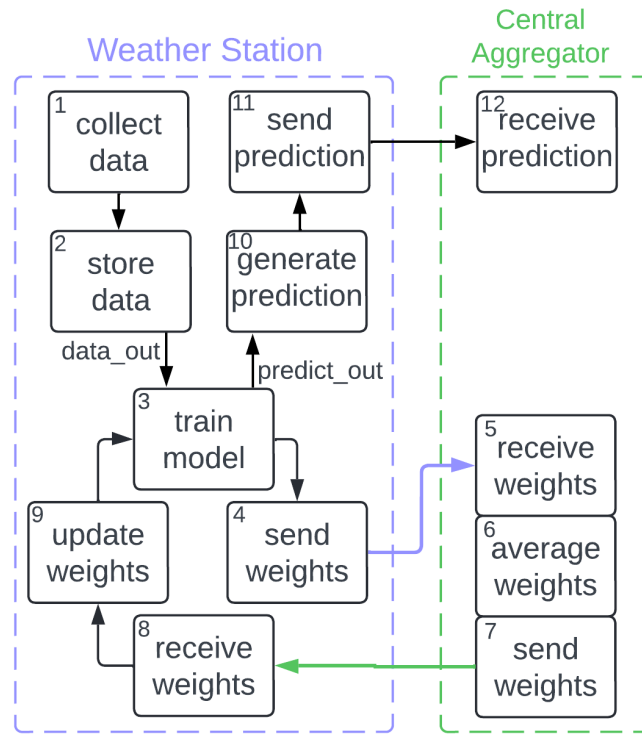 Weather Station
Central
Aggregator
1
collect
data
11
send
prediction
12
receive
prediction
2
store
data
10
generate
prediction
data_out
predict_out
3
train
model
5
receive
weights
9
update
weights
4
send
weights
6
average
weights
8
receive
weights
7
send
weights